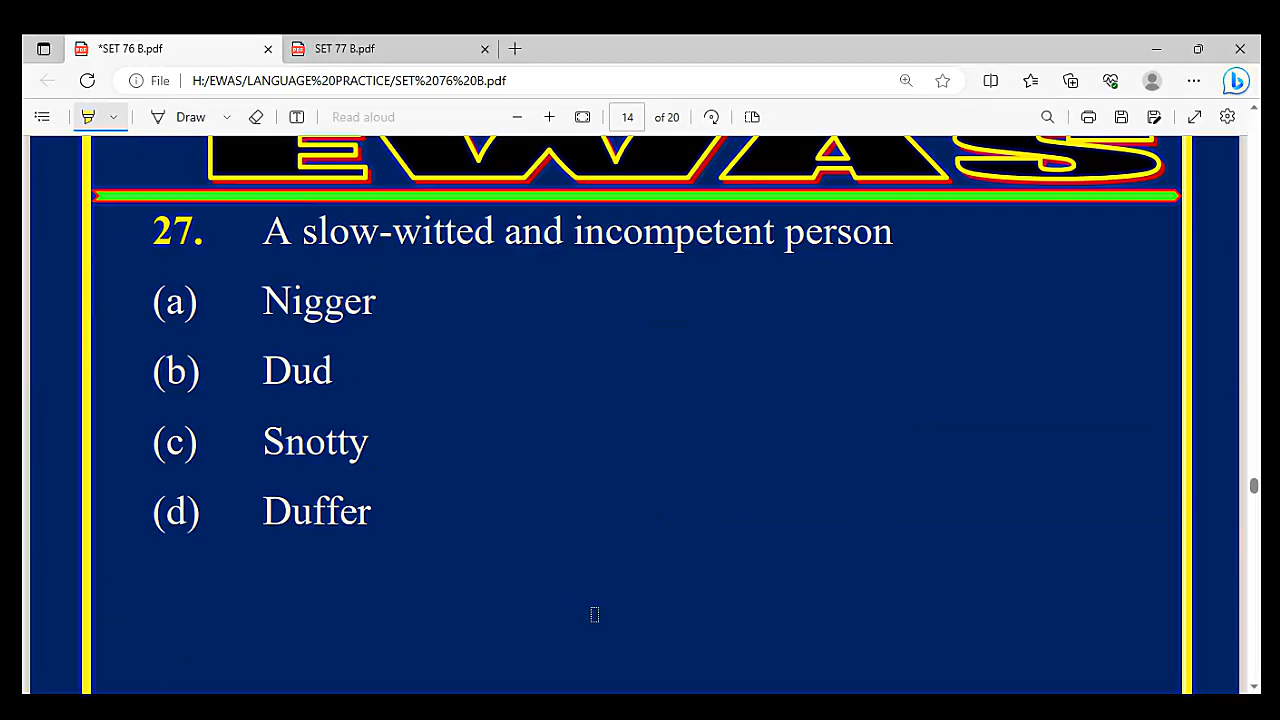 *SET 76 B.pdf
SET 77 B.pdf
File H:/EWAS/LANGUAGE%20PRACTICE/SET%2076%20B.pdf
Draw
Read aloud
14 of 20
EWAS
27. A slow-witted and incompetent person
(a) Nigger
(b) Dud
(c) Snotty
(d) Duffer